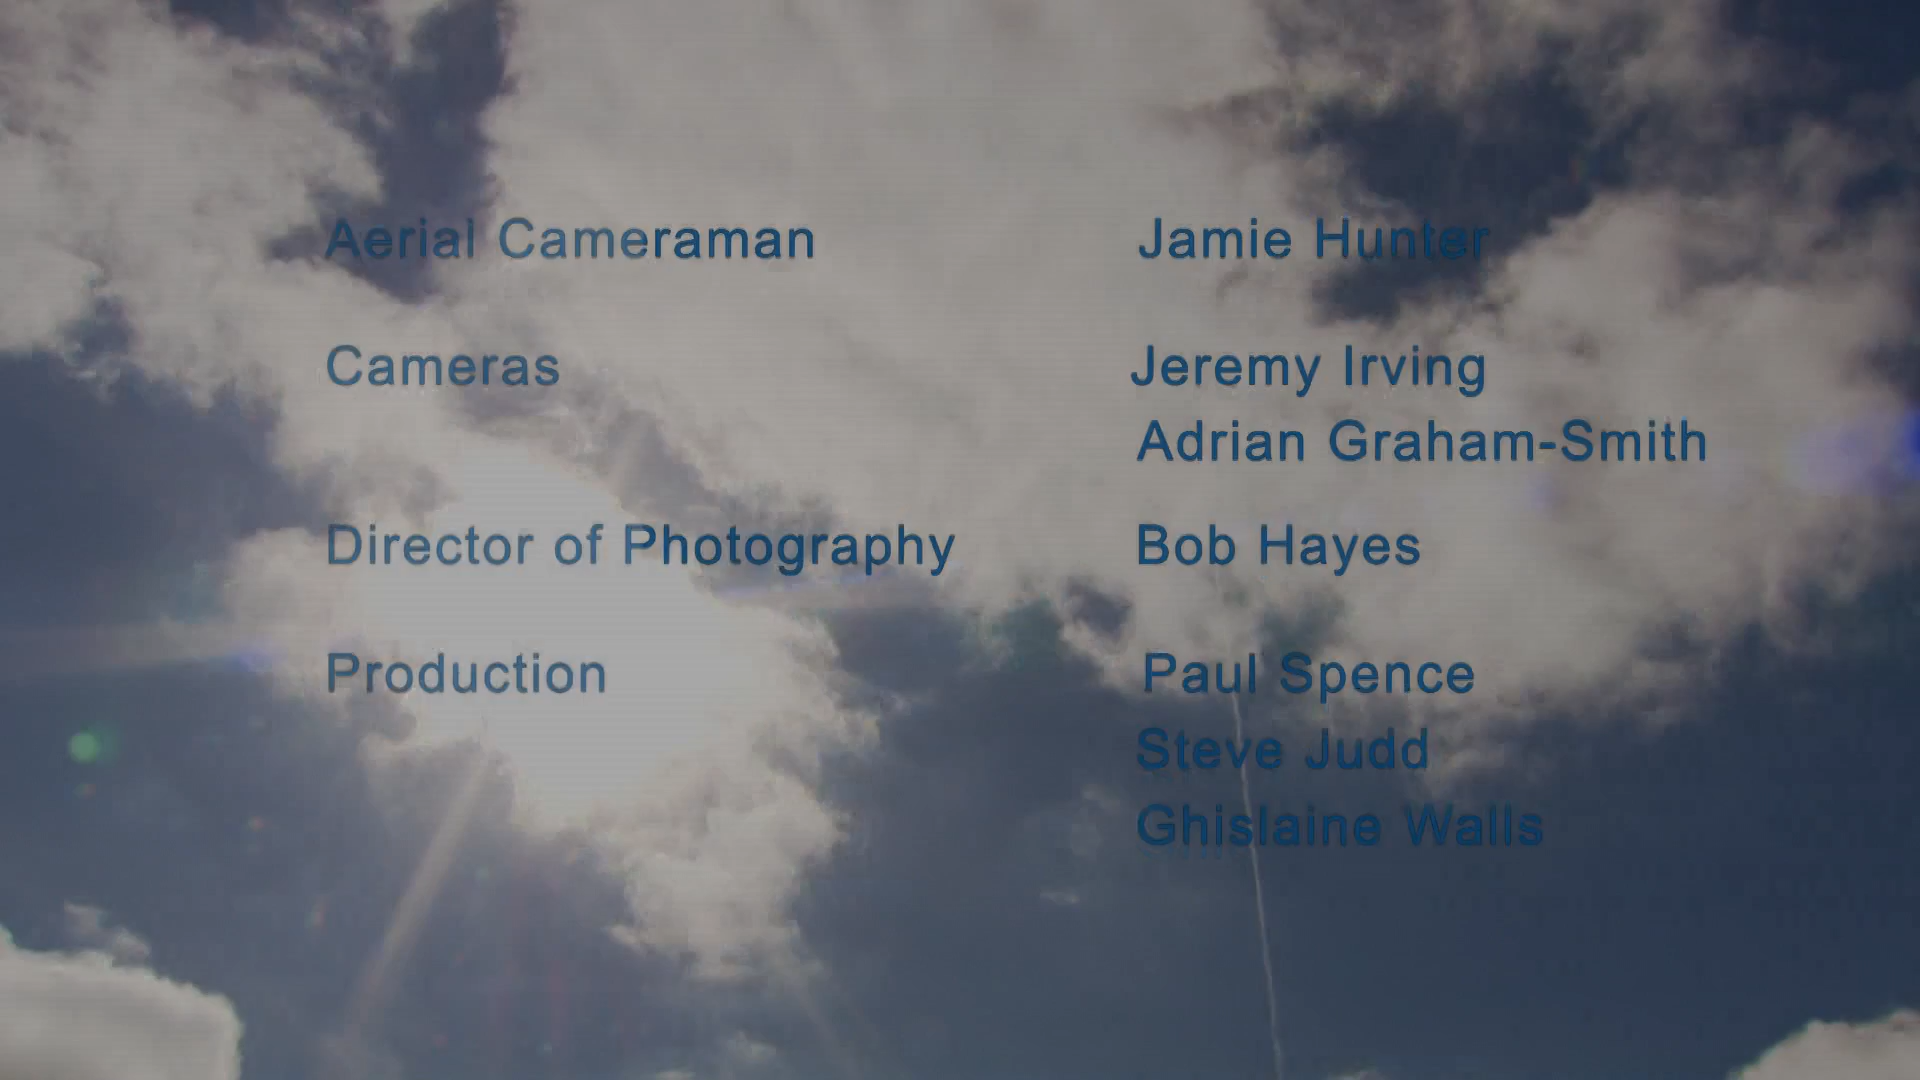 Aerial Cameraman Jamie Hunter
Cameras Jeremy Irving
Adrian Graham-Smith
Director of Photography Bob Hayes
Production Paul Spence
Steve Judd
Ghislaine Walls